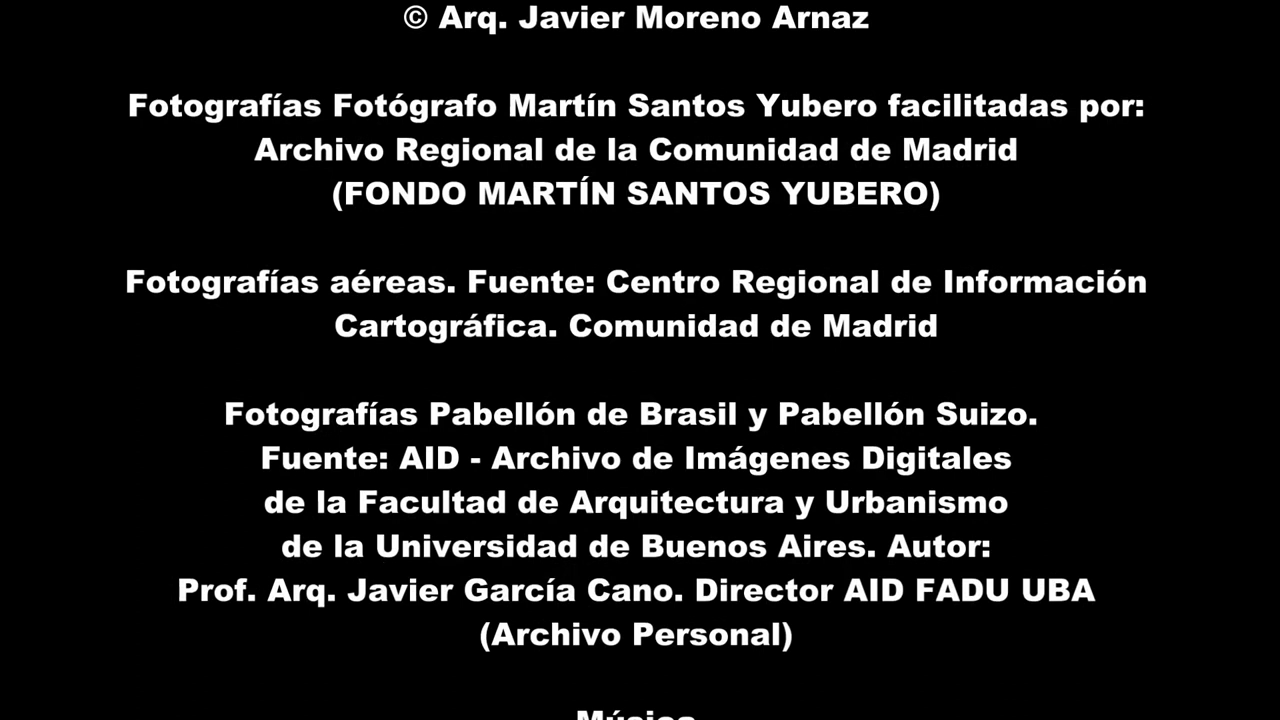 © Arq. Javier Moreno Arnaz
Fotografías Fotógrafo Martín Santos Yubero facilitadas por:
Archivo Regional de la Comunidad de Madrid
(FONDO MARTÍN SANTOS YUBERO)
Fotografías aéreas. Fuente: Centro Regional de Información
Cartográfica. Comunidad de Madrid
Fotografías Pabellón de Brasil y Pabellón Suizo.
Fuente: AID - Archivo de Imágenes Digitales
de la Facultad de Arquitectura y Urbanismo
de la Universidad de Buenos Aires. Autor:
Prof. Arq. Javier García Cano. Director AID FADU UBA
(Archivo Personal)